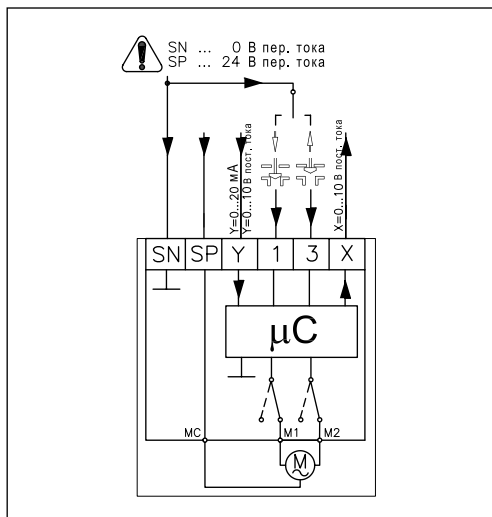 SN ... 0 В пер. тока
SP ... 24 В пер. тока
Y=0...20 мА
Y=0...10 В пост. тока
X=0...10 В пост. тока
SN SP Y 1 3 X
µC
MC M1 M2
M